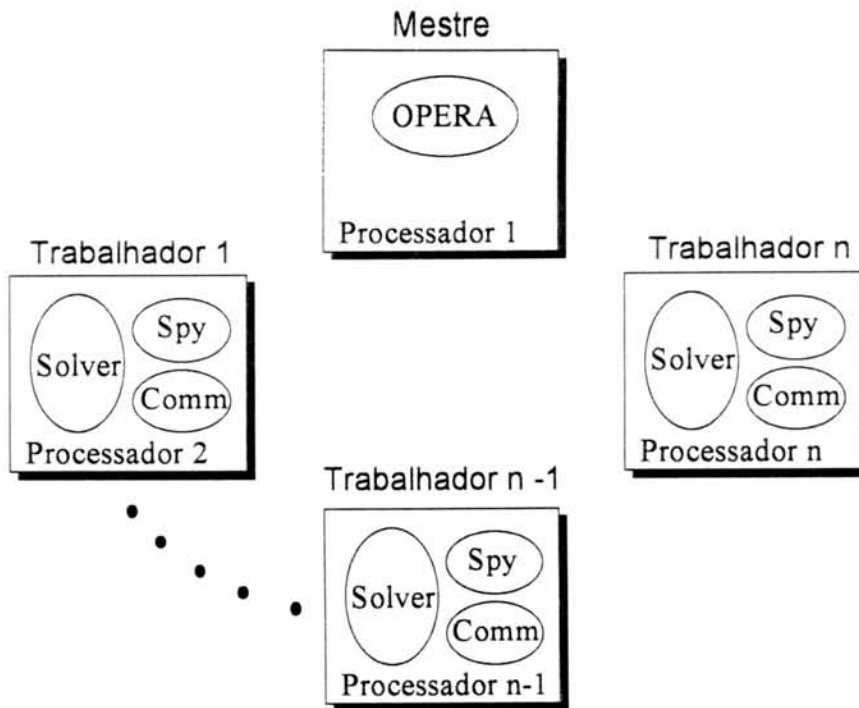 Mestre
OPERA
Processador 1
Trabalhador 1
Solver
Spy
Comm
Processador 2
Trabalhador n
Solver
Spy
Comm
Processador n
Trabalhador n -1
Solver
Spy
Comm
Processador n-1